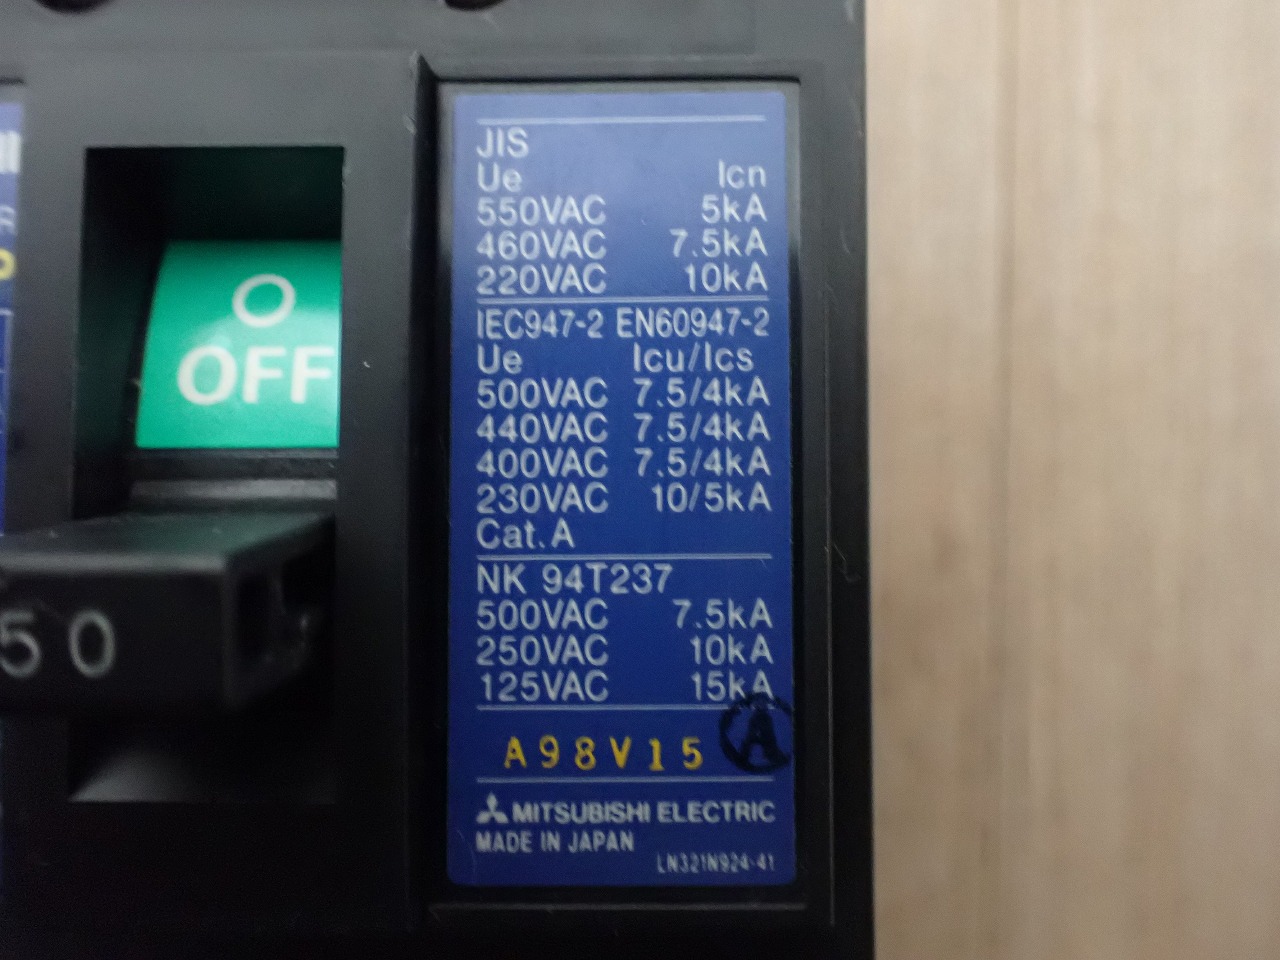 O
OFF
50
JIS
Ue Icn
550VAC 5kA
460VAC 7.5kA
220VAC 10kA
IEC947-2 EN60947-2
Ue Icu/Ics
500VAC 7.5/4kA
440VAC 7.5/4kA
400VAC 7.5/4kA
230VAC 10/5kA
Cat.A
NK 94T237
500VAC 7.5kA
250VAC 10kA
125VAC 15kA
A98V15 A
MITSUBISHI ELECTRIC
MADE IN JAPAN
LN321N924-41